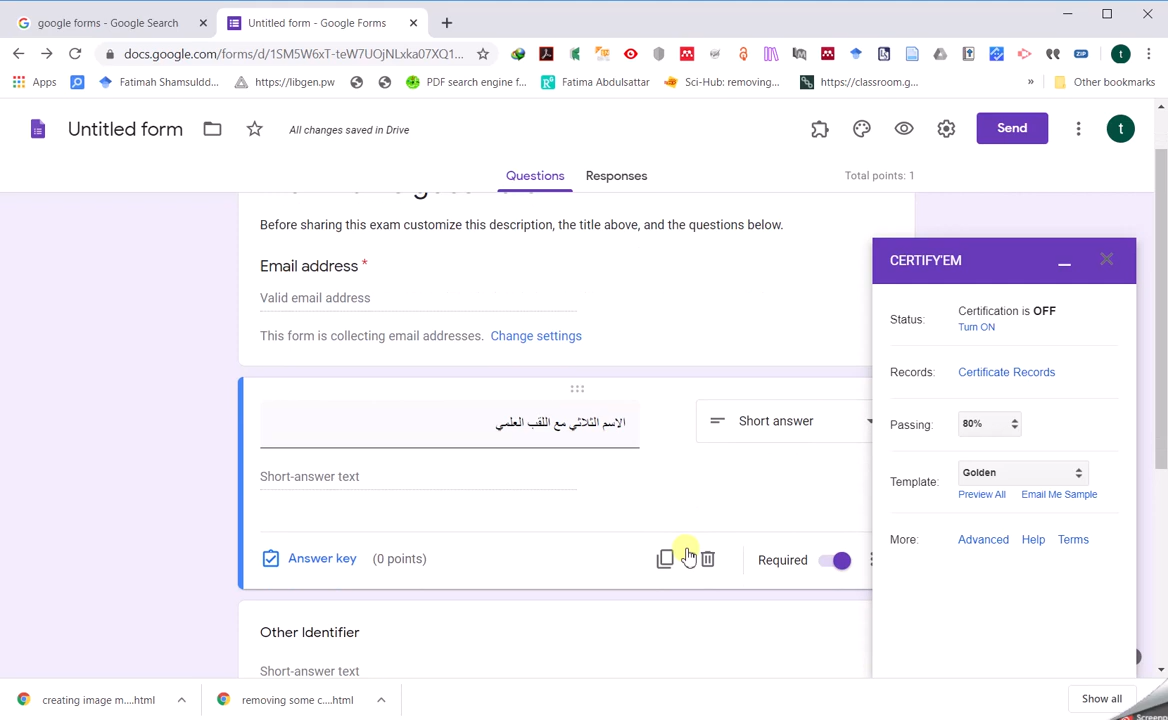 google forms - Google Search
Untitled form - Google Forms
docs.google.com/forms/d/1SM5W6xT-teW7UOjNLxka07XQ1...
Apps
Fatimah Shamsuldd...
https://libgen.pw
PDF search engine f...
Fatima Abdulsattar
Sci-Hub: removing...
https://classroom.g...
»
Other bookmarks
Untitled form
All changes saved in Drive
Send
t
Questions
Responses
Total points: 1
Before sharing this exam customize this description, the title above, and the questions below.
Email address *
Valid email address
This form is collecting email addresses. Change settings
الاسم الثلاثي مع اللقب العلمي
Short answer
Short-answer text
Answer key (0 points)
Required
Other Identifier
Short-answer text
CERTIFY'EM
Status: Certification is OFF
Turn ON
Records: Certificate Records
Passing: 80%
Template: Golden
Preview All Email Me Sample
More: Advanced Help Terms
creating image m....html
removing some c....html
Show all